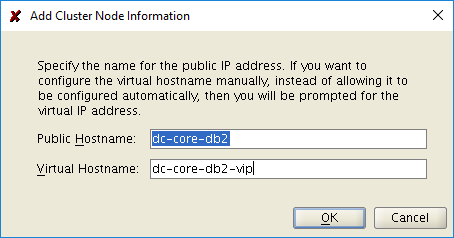 Add Cluster Node Information
Specify the name for the public IP address. If you want to
configure the virtual hostname manually, instead of allowing it to
be configured automatically, then you will be prompted for the
virtual IP address.
Public Hostname: dc-core-db2
Virtual Hostname: dc-core-db2-vip
OK Cancel